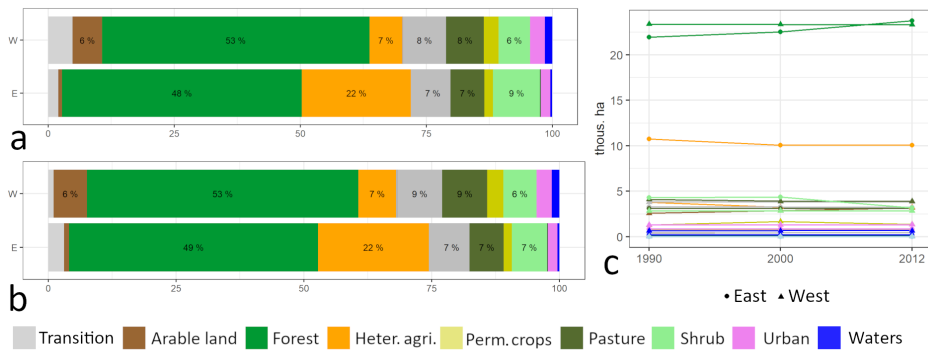 a
W
6 % 53 % 7 % 8 % 8 % 6 %
E
48 % 22 % 7 % 7 % 9 %
0 25 50 75 100
b
W
6 % 53 % 7 % 9 % 9 % 6 %
E
49 % 22 % 7 % 7 % 7 %
0 25 50 75 100
c
thous. ha
20
15
10
5
0
1990 2000 2012
East West
Transition Arable land Forest Heter. agri. Perm. crops Pasture Shrub Urban Waters